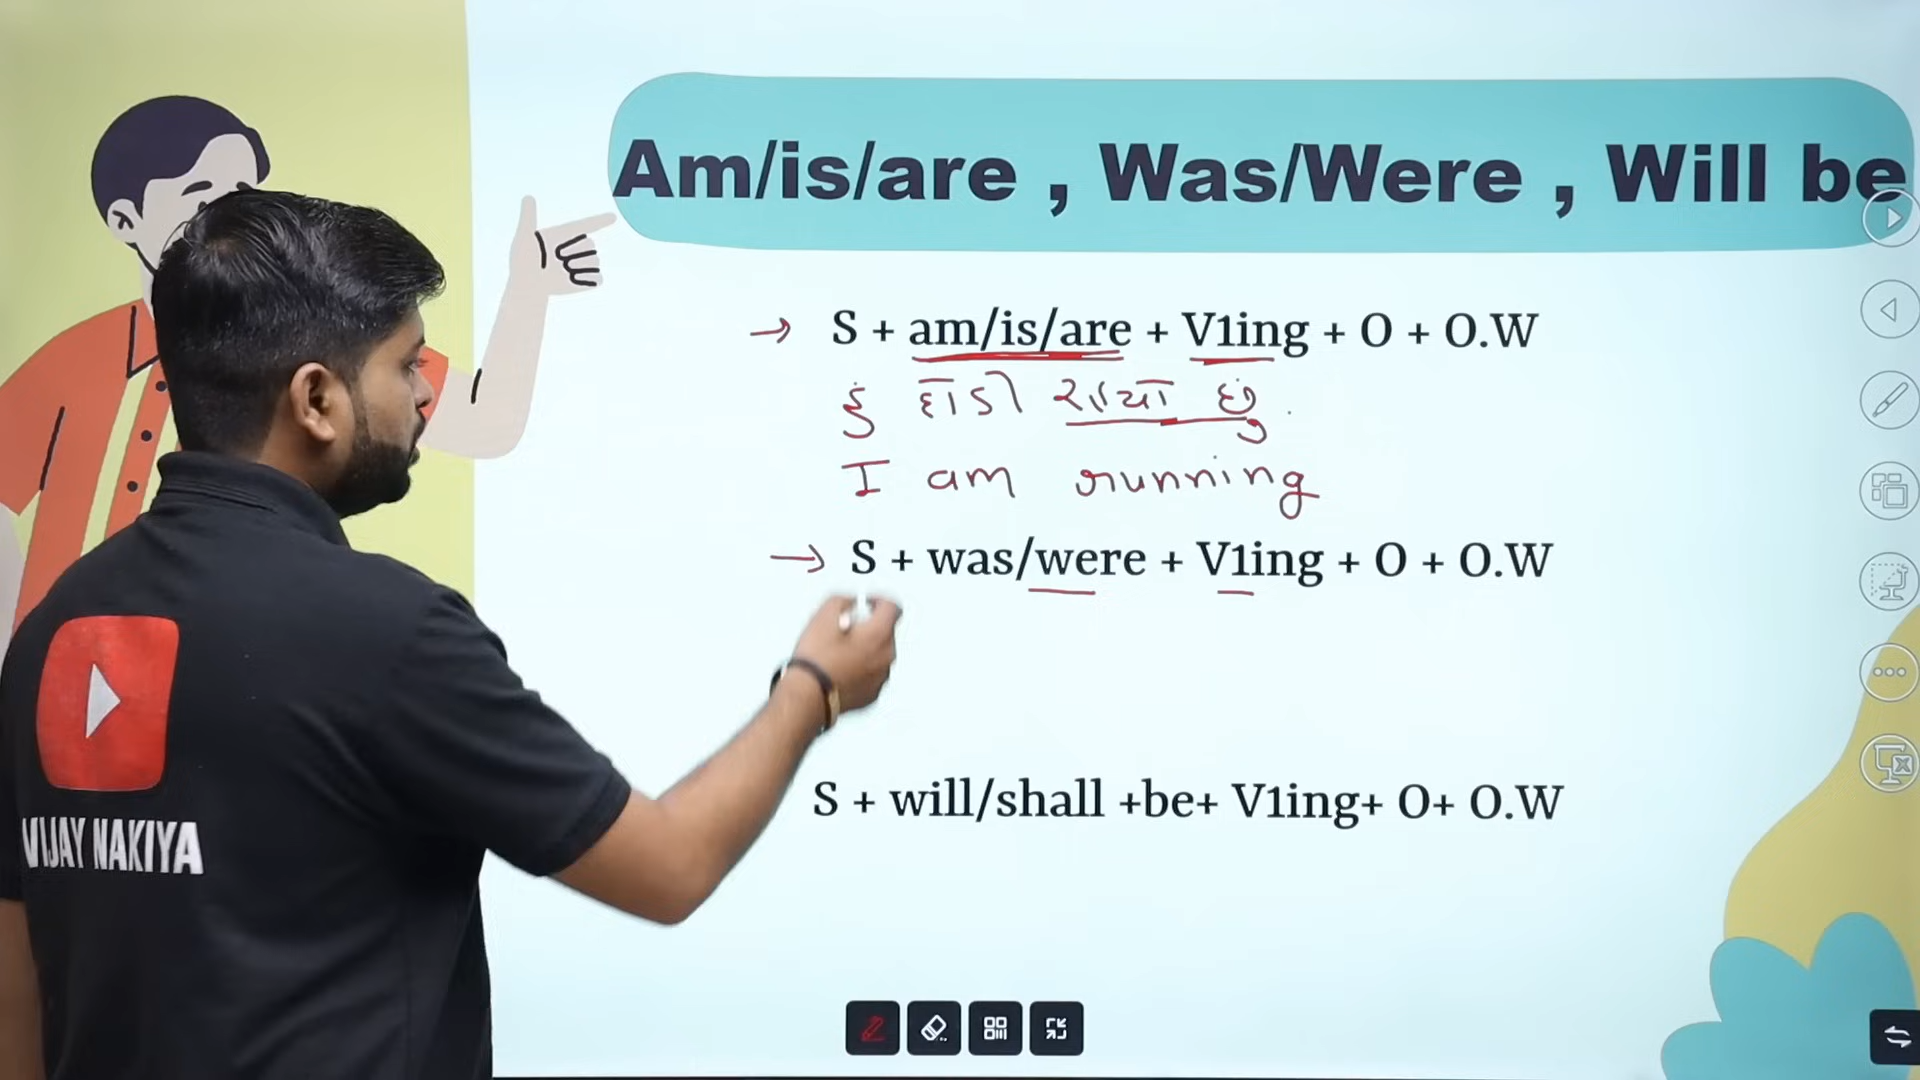 Am/is/are , Was/Were , Will be
→ S + am/is/are + V1ing + O + O.W
હું દોડી રહ્યો છું.
I am running
→ S + was/were + V1ing + O + O.W
S + will/shall +be+ V1ing+ O+ O.W
VIJAY NAKIYA